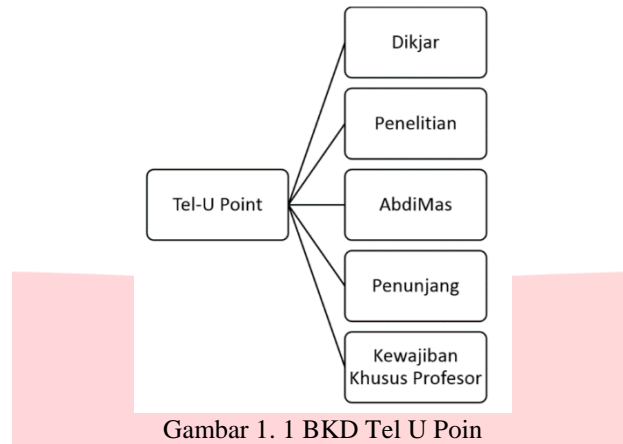 Dikjar
Penelitian
Tel-U Point
AbdiMas
Penunjang
Kewajiban
Khusus Profesor
Gambar 1. 1 BKD Tel U Poin